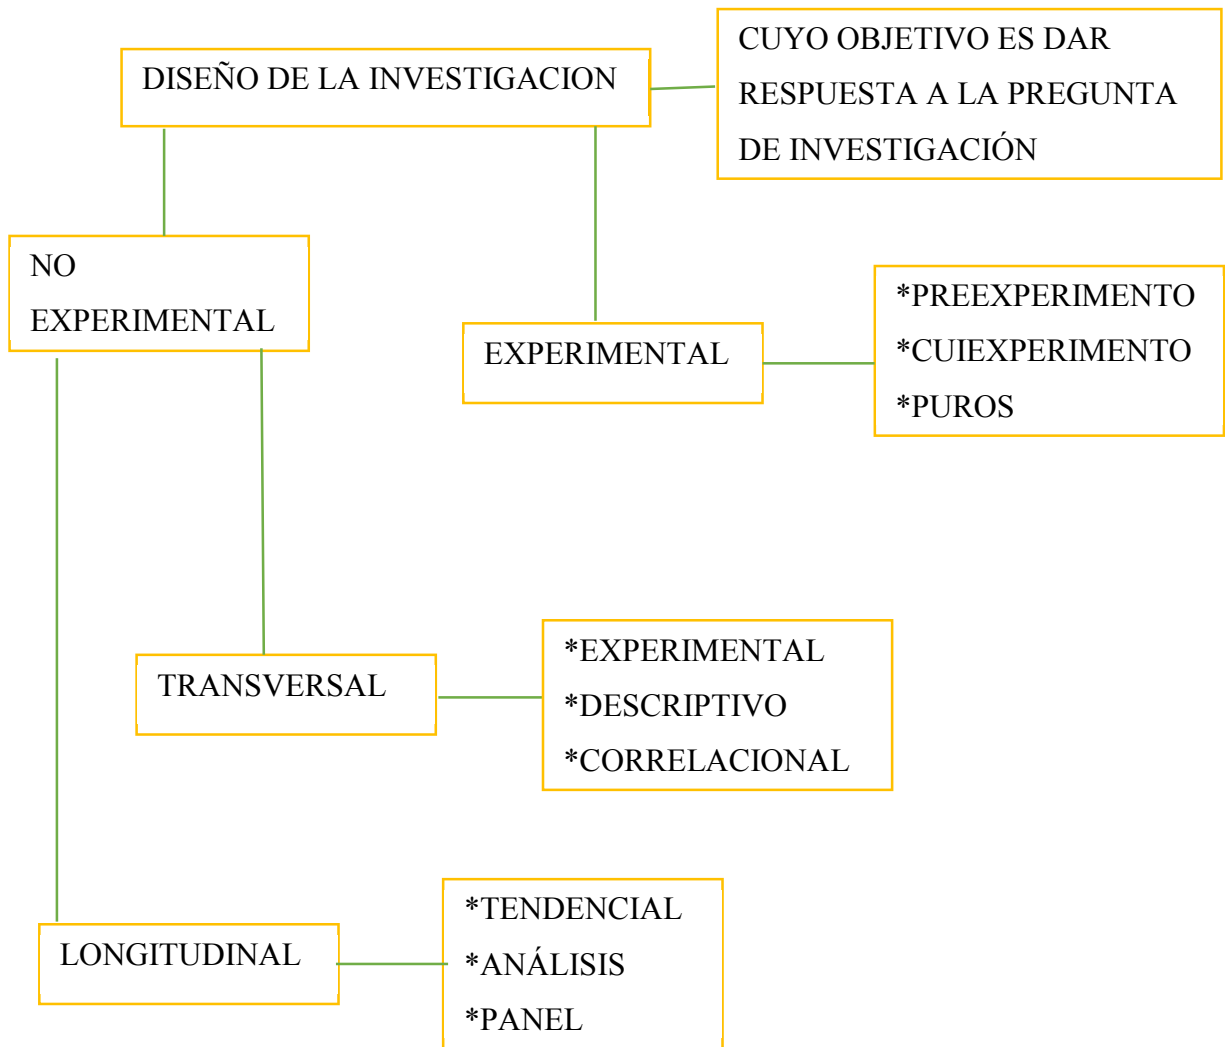 DISEÑO DE LA INVESTIGACION
CUYO OBJETIVO ES DAR
RESPUESTA A LA PREGUNTA
DE INVESTIGACIÓN
NO
EXPERIMENTAL
EXPERIMENTAL
*PREEXPERIMENTO
*CUIEXPERIMENTO
*PUROS
TRANSVERSAL
*EXPERIMENTAL
*DESCRIPTIVO
*CORRELACIONAL
LONGITUDINAL
*TENDENCIAL
*ANÁLISIS
*PANEL